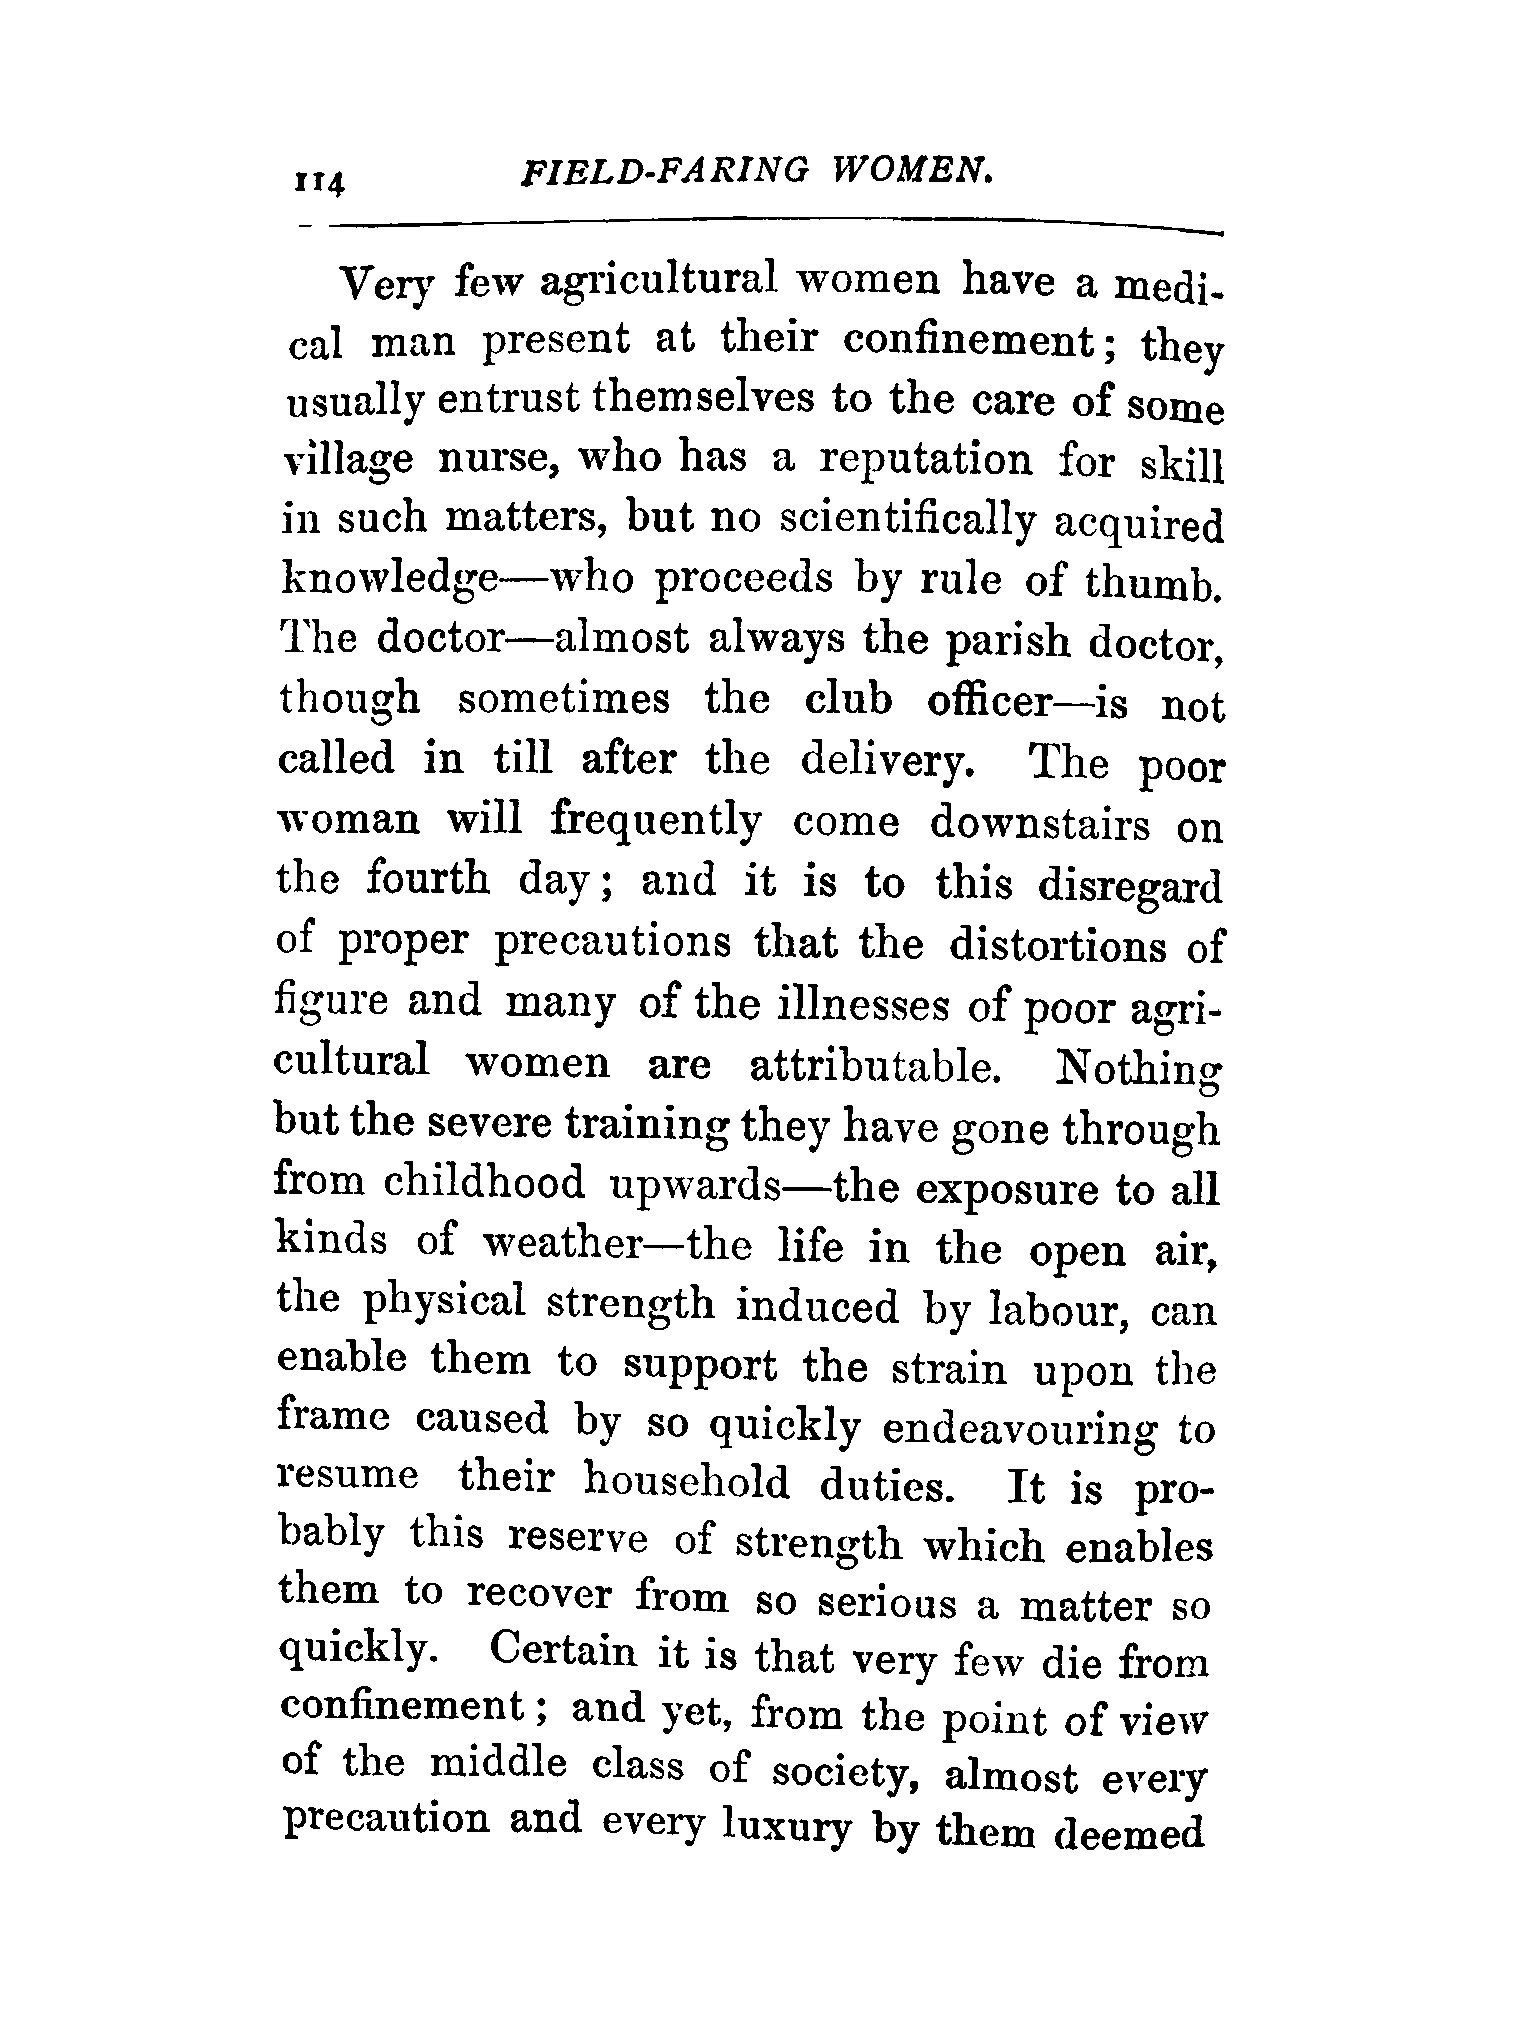 114 FIELD-FARING WOMEN.
Very few agricultural women have a medi-
cal man present at their confinement; they
usually entrust themselves to the care of some
village nurse, who has a reputation for skill
in such matters, but no scientifically acquired
knowledge—who proceeds by rule of thumb.
The doctor—almost always the parish doctor,
though sometimes the club officer—is not
called in till after the delivery. The poor
woman will frequently come downstairs on
the fourth day; and it is to this disregard
of proper precautions that the distortions of
figure and many of the illnesses of poor agri-
cultural women are attributable. Nothing
but the severe training they have gone through
from childhood upwards—the exposure to all
kinds of weather—the life in the open air,
the physical strength induced by labour, can
enable them to support the strain upon the
frame caused by so quickly endeavouring to
resume their household duties. It is pro-
bably this reserve of strength which enables
them to recover from so serious a matter so
quickly. Certain it is that very few die from
confinement; and yet, from the point of view
of the middle class of society, almost every
precaution and every luxury by them deemed